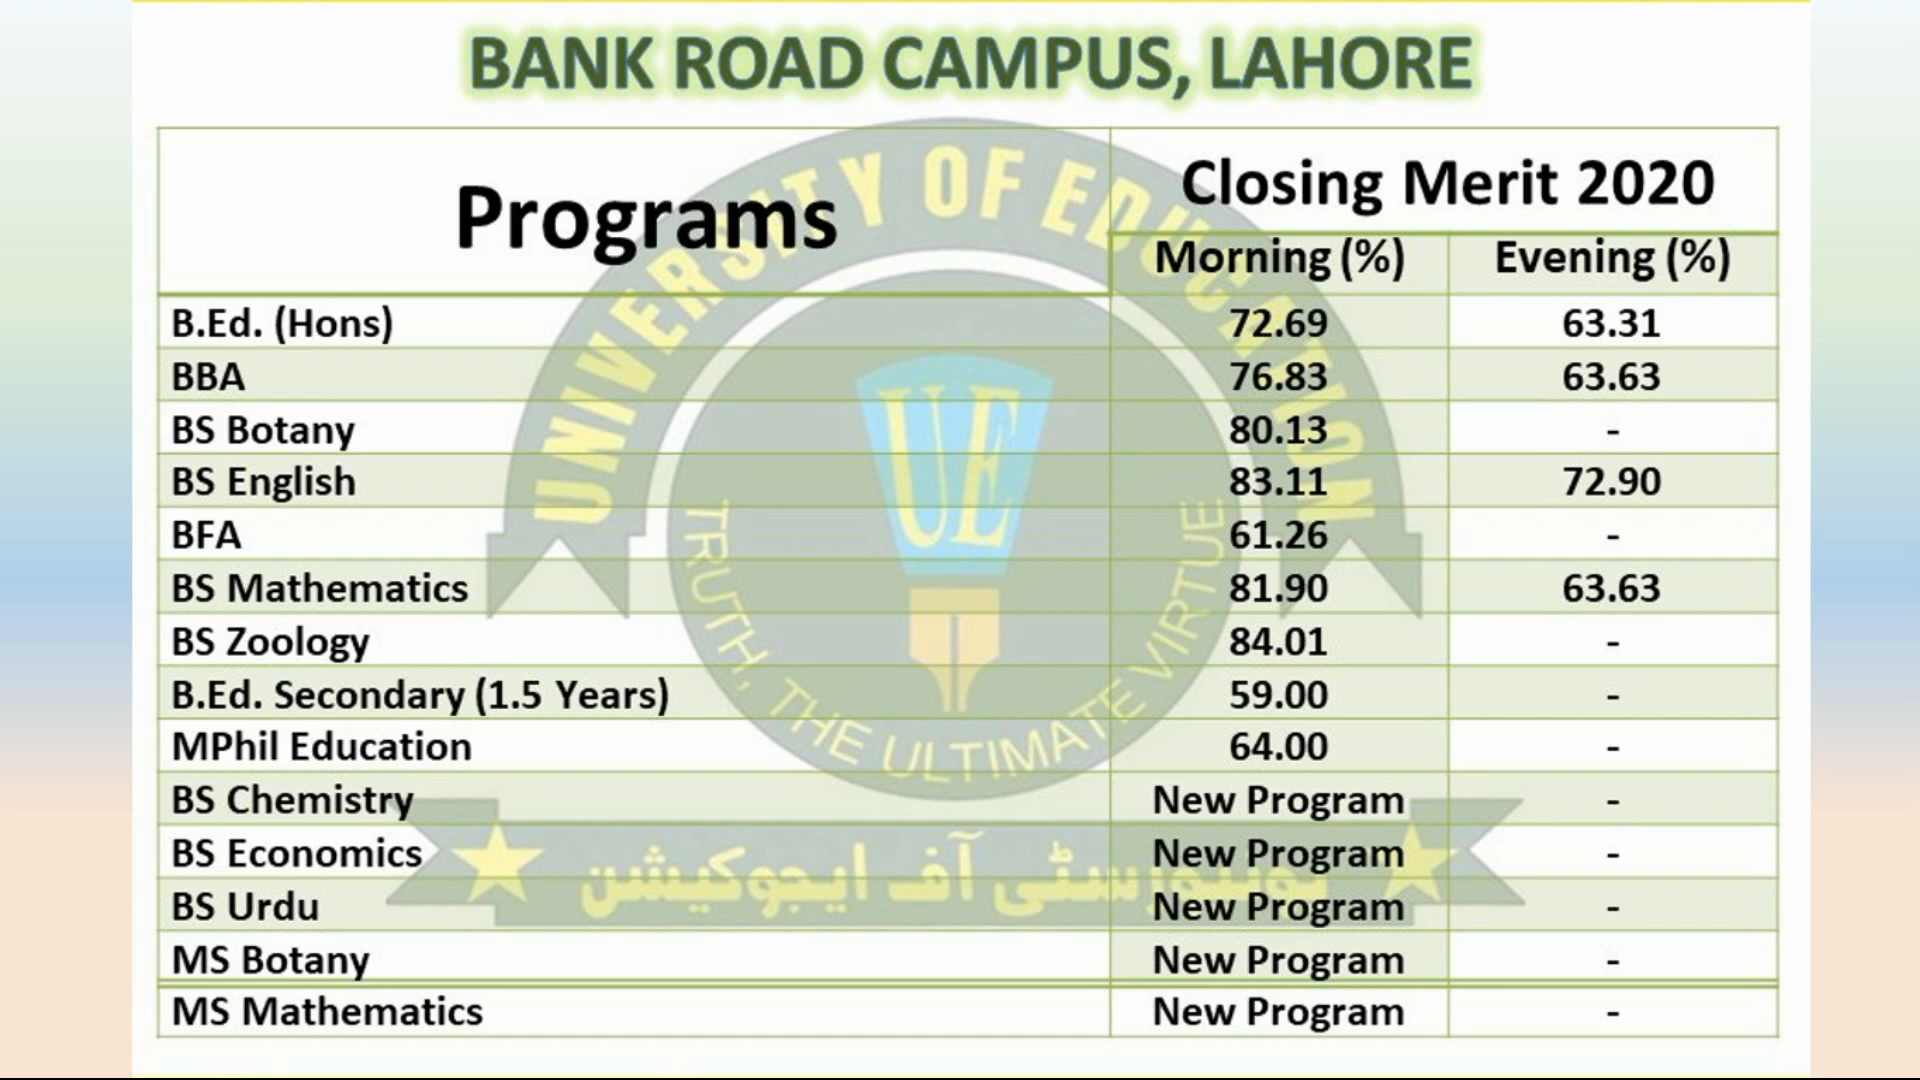 BANK ROAD CAMPUS, LAHORE
Programs
Closing Merit 2020
Morning (%) Evening (%)
B.Ed. (Hons) 72.69 63.31
BBA 76.83 63.63
BS Botany 80.13 -
BS English 83.11 72.90
BFA 61.26 -
BS Mathematics 81.90 63.63
BS Zoology 84.01 -
B.Ed. Secondary (1.5 Years) 59.00 -
MPhil Education 64.00 -
BS Chemistry New Program -
BS Economics New Program -
BS Urdu New Program -
MS Botany New Program -
MS Mathematics New Program -
UNIVERSITY OF EDUCATION
UE
TRUTH, THE ULTIMATE VIRTUE
یونیورسٹی آف ایجوکیشن